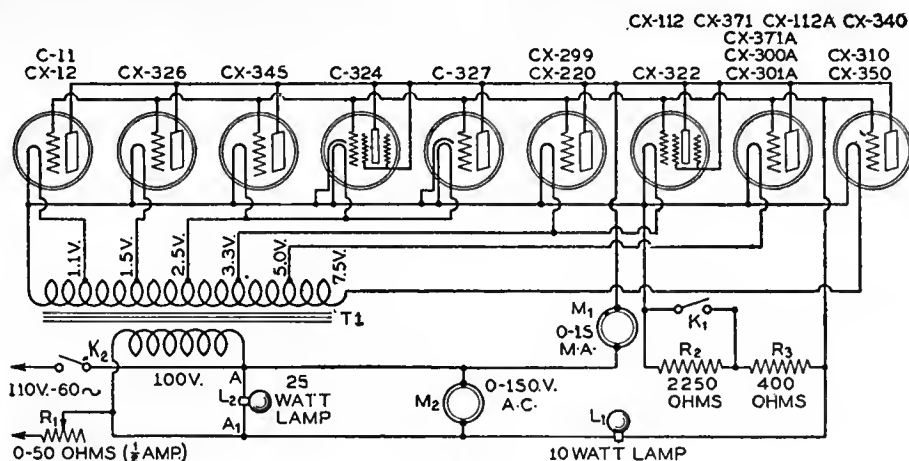 CX-112 CX-371 CX-112A CX-340
C-11 CX-299 CX-371A
CX-300A CX-310
CX-12 CX-326 CX-345 C-324 C-327 CX-220 CX-322 CX-301A CX-350
1.1V. 1.5V. 2.5V. 3.3V. 5.0V. 7.5V.
T1
M1
0-15
M.A.
K1
R2
2250
OHMS
R3
400
OHMS
K2
110V.-60~
100V.
A
L2
25
WATT
LAMP
A1
M2
0-150.V.
A.C.
L1
10 WATT LAMP
R1
0-50 OHMS (½ AMP.)